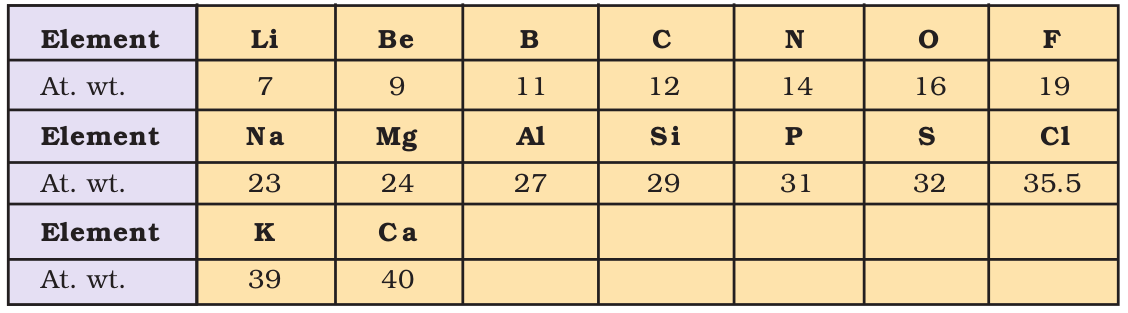 Element Li Be B C N O F
At. wt. 7 9 11 12 14 16 19
Element Na Mg Al Si P S Cl
At. wt. 23 24 27 29 31 32 35.5
Element K Ca
At. wt. 39 40